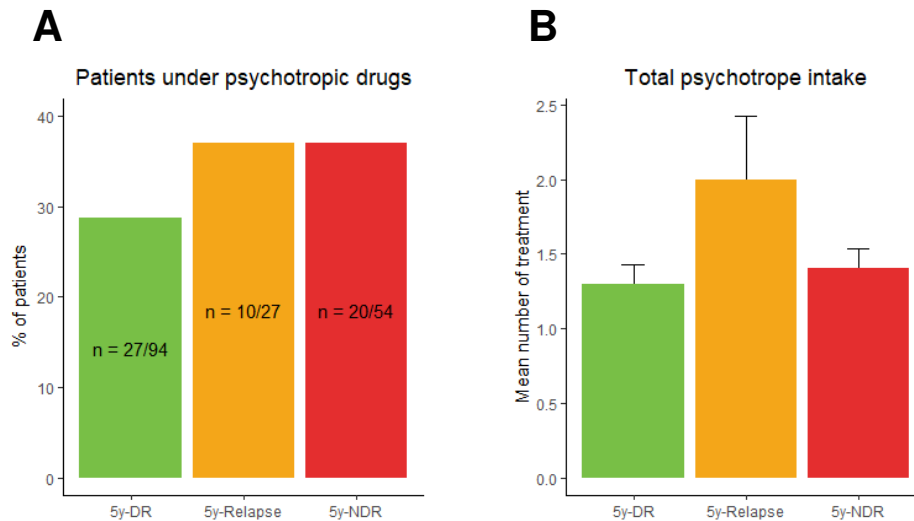 A
Patients under psychotropic drugs
% of patients
40
30
20
10
0
n = 27/94
n = 10/27
n = 20/54
5y-DR
5y-Relapse
5y-NDR
B
Total psychotrope intake
Mean number of treatment
2.5
2.0
1.5
1.0
0.5
0.0
5y-DR
5y-Relapse
5y-NDR